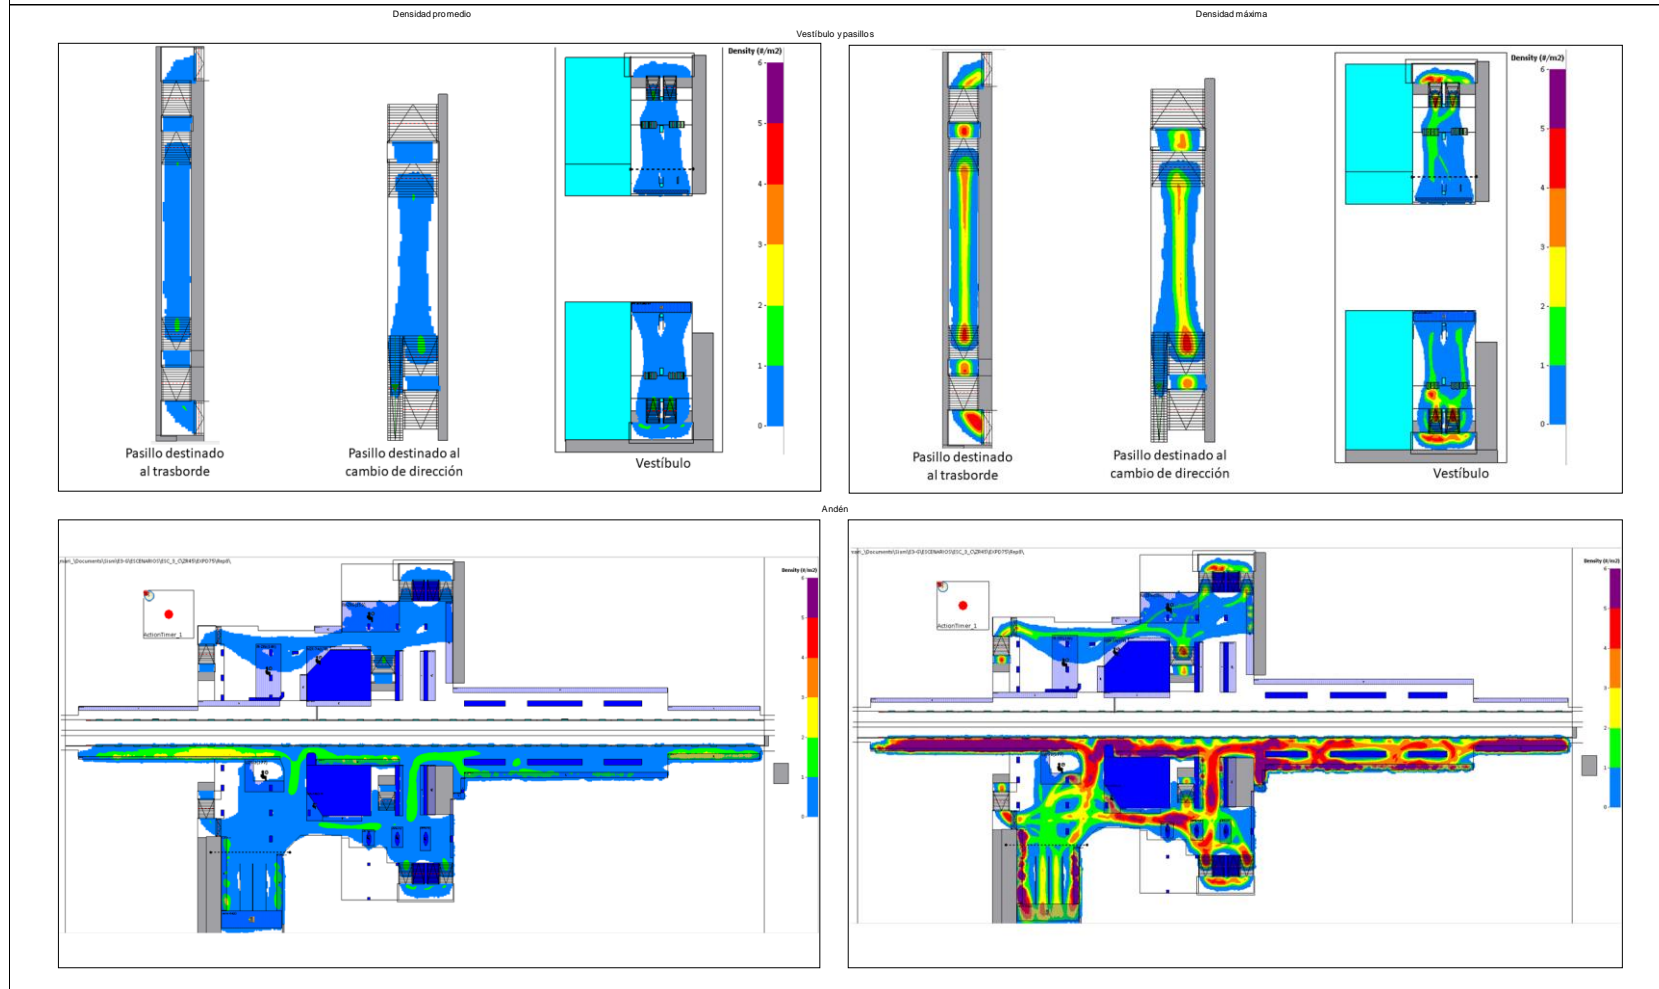 Densidad promedio
Densidad máxima
Vestíbulo y pasillos
Density (#/m2)
6
5
4
3
2
1
0
Pasillo destinado
al trasborde
Pasillo destinado al
cambio de dirección
Vestíbulo
Density (#/m2)
6
5
4
3
2
1
0
Pasillo destinado
al trasborde
Pasillo destinado al
cambio de dirección
Vestíbulo
Andén
Density (#/m2)
ActionTimer_1
Density (#/m2)
ActionTimer_1